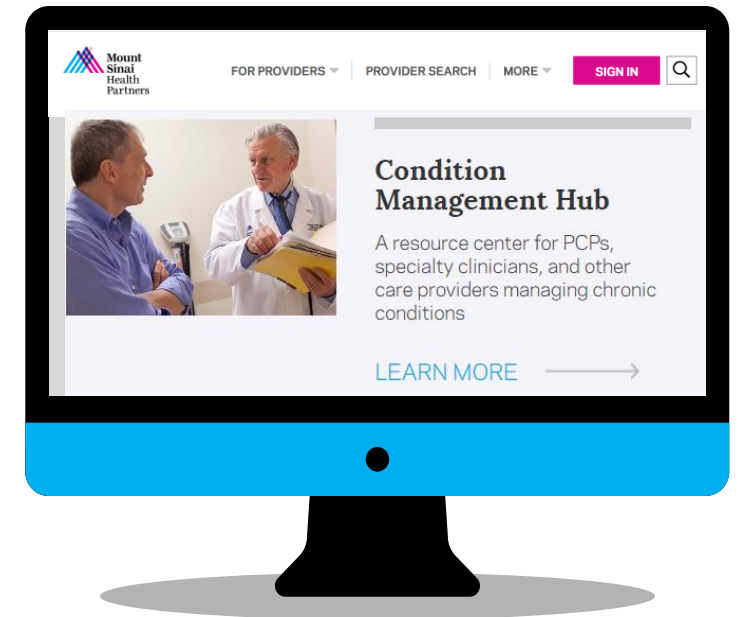 Mount
Sinai
Health
Partners
FOR PROVIDERS
PROVIDER SEARCH
MORE
SIGN IN
Condition
Management Hub
A resource center for PCPs,
specialty clinicians, and other
care providers managing chronic
conditions
LEARN MORE